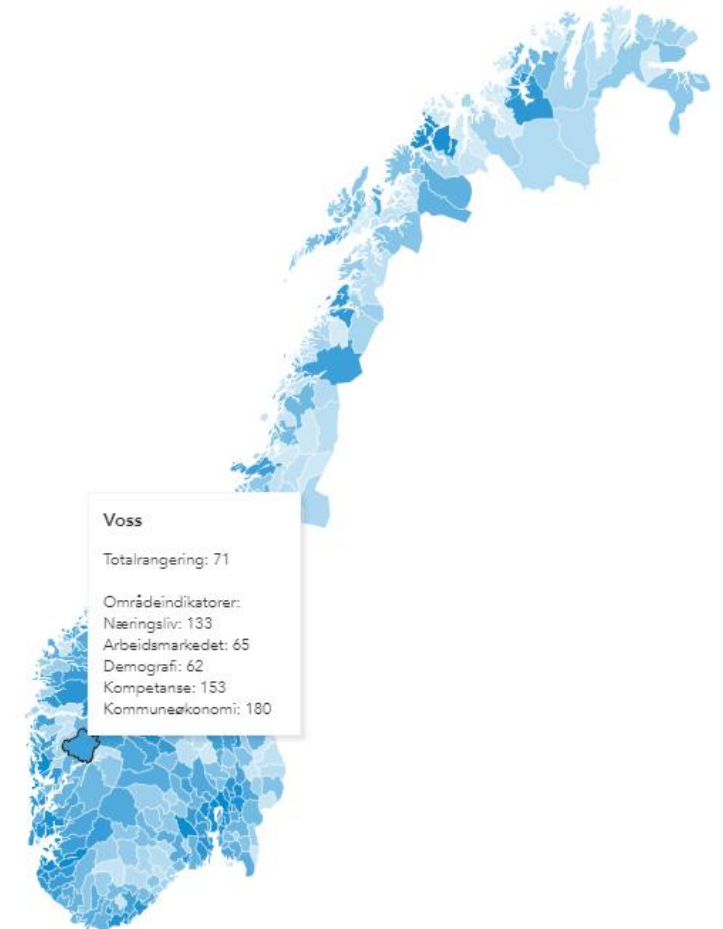 Voss
Totalrangering: 71
Områdeindikatorer:
Næringsliv: 133
Arbeidsmarkedet: 65
Demografi: 62
Kompetanse: 153
Kommuneøkonomi: 180